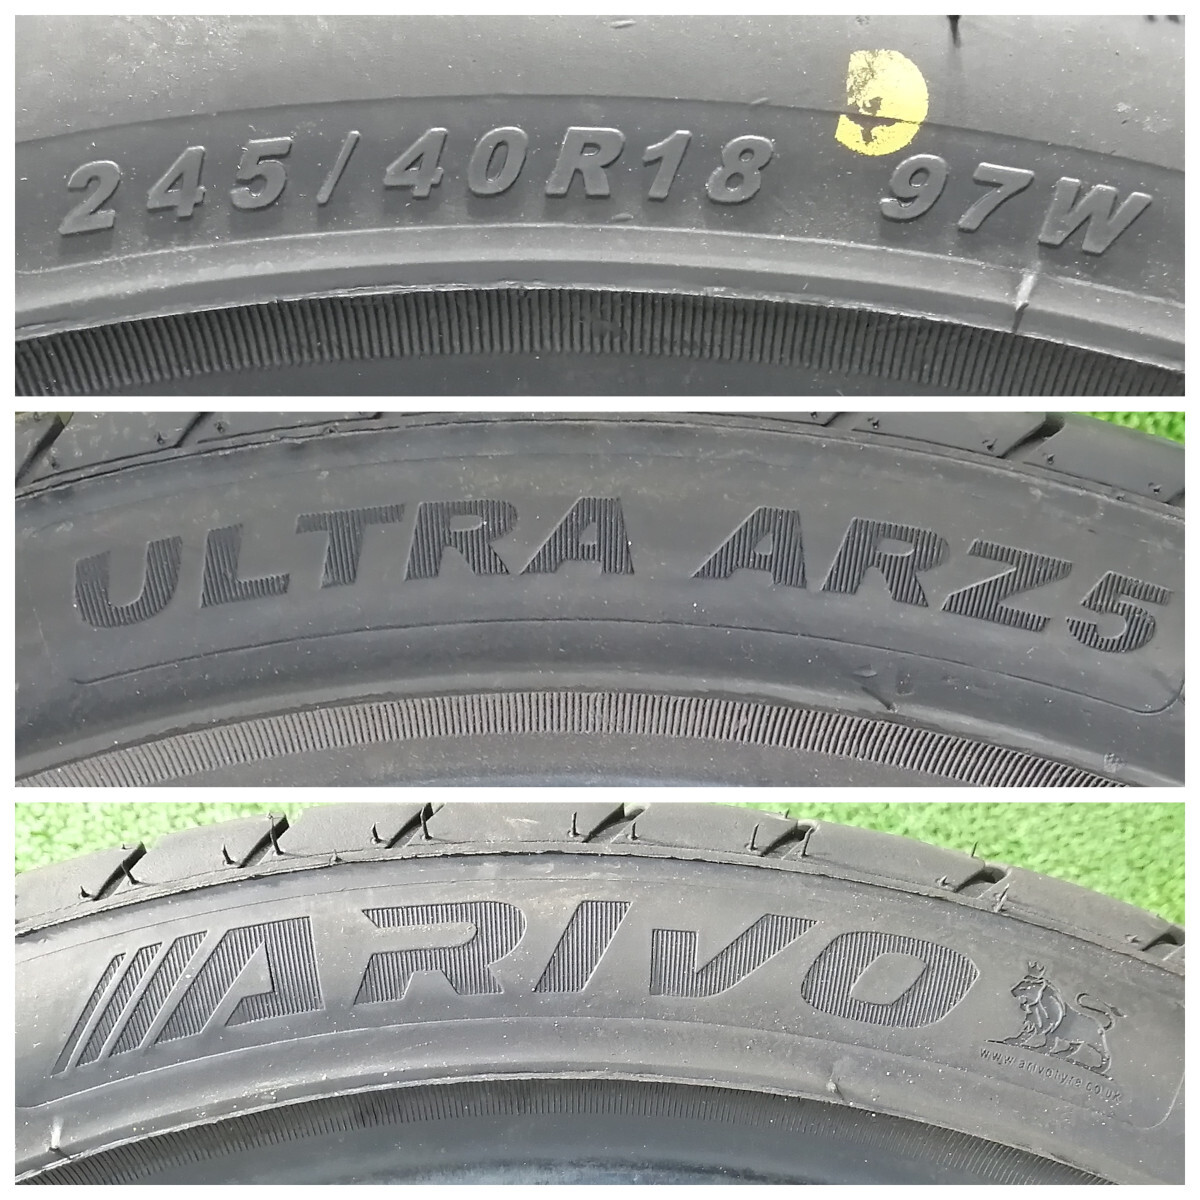 245/40R18 97W
ULTRA ARZ5
ARIVO
www.arivotyre.co.uk